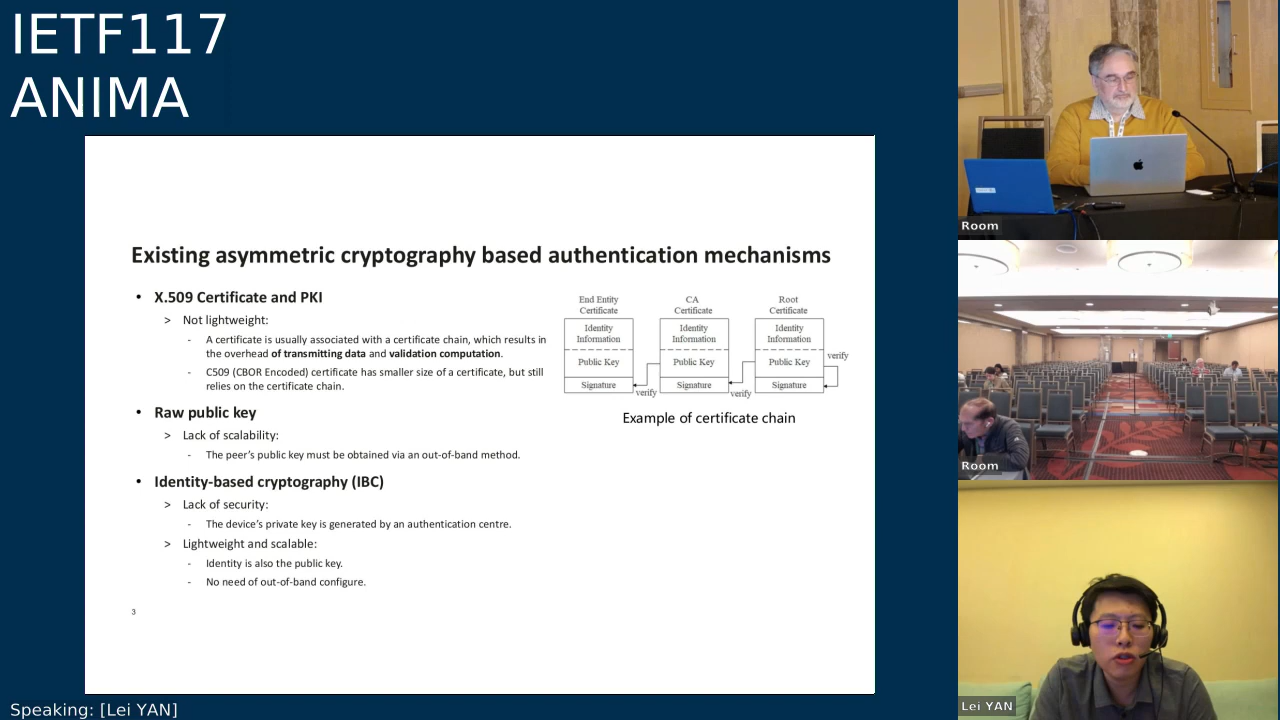 IETF117
ANIMA
Existing asymmetric cryptography based authentication mechanisms
• X.509 Certificate and PKI
> Not lightweight:
- A certificate is usually associated with a certificate chain, which results in
the overhead of transmitting data and validation computation.
- C509 (CBOR Encoded) certificate has smaller size of a certificate, but still
relies on the certificate chain.
• Raw public key
> Lack of scalability:
- The peer's public key must be obtained via an out-of-band method.
• Identity-based cryptography (IBC)
> Lack of security:
- The device's private key is generated by an authentication centre.
> Lightweight and scalable:
- Identity is also the public key.
- No need of out-of-band configure.
3
End Entity
Certificate
Identity
Information
Public Key
Signature
verify
CA
Certificate
Identity
Information
Public Key
Signature
verify
Root
Certificate
Identity
Information
Public Key
Signature
verify
Example of certificate chain
Room
Room
Lei YAN
Speaking: [Lei YAN]